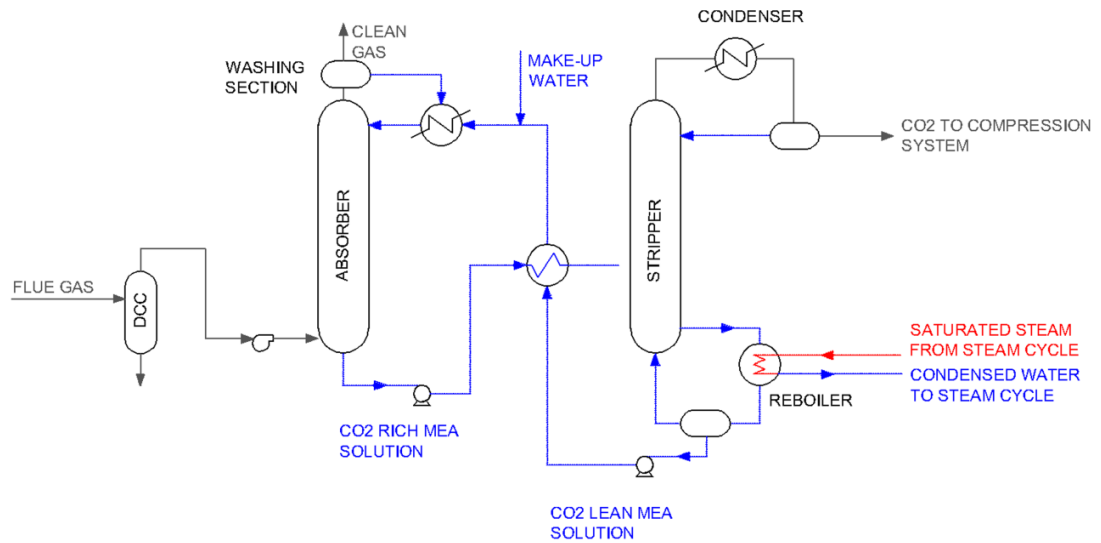 CONDENSER
CLEAN
GAS
WASHING
SECTION
MAKE-UP
WATER
CO2 TO COMPRESSION
SYSTEM
ABSORBER
STRIPPER
FLUE GAS
DCC
SATURATED STEAM
FROM STEAM CYCLE
CONDENSED WATER
TO STEAM CYCLE
REBOILER
CO2 RICH MEA
SOLUTION
CO2 LEAN MEA
SOLUTION